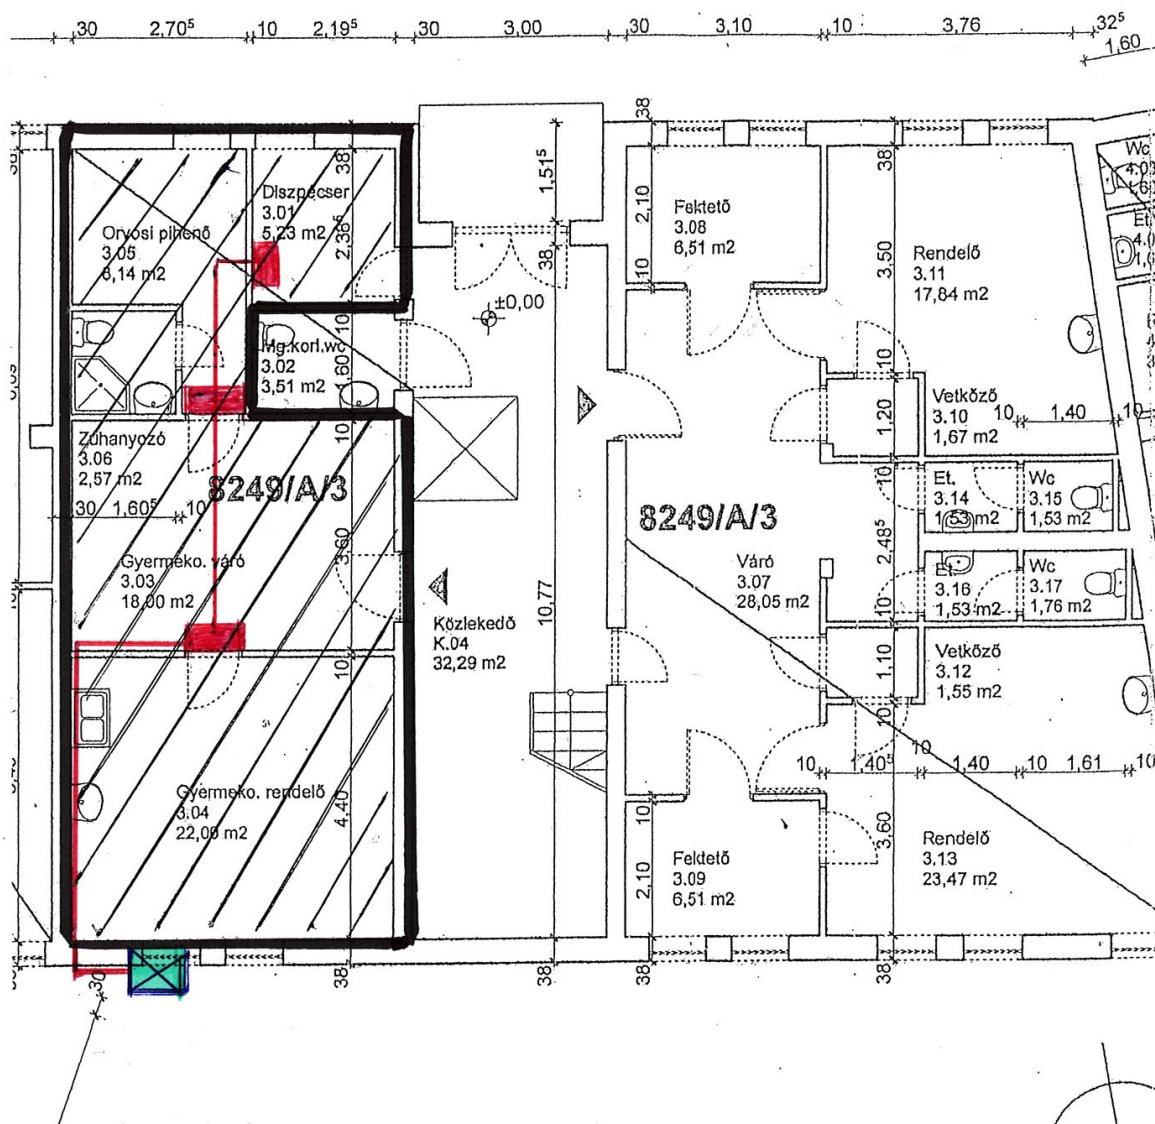 30 2,70⁵ 10 2,19⁵ 30 3,00 30 3,10 10 3,76 32⁵
1,60
38
38
1,51⁵
38
2,10
10
38
3,50
38
2,38⁵
Diszpécser
3.01
5,23 m2
Orvosi pihenő
3.05
8,14 m2
Fektető
3.08
6,51 m2
Rendelő
3.11
17,84 m2
Wc
Et.
±0,00
10
1,60
10
Mg.korl.wc
3.02
3,51 m2
10
1,20
10
Vetköző
3.10
1,67 m2
10 1,40 10
Zuhanyozó
3.06
2,57 m2
30 1,60⁵ 10
8249/A/3
8249/A/3
Et.
3.14
1,53 m2
Wc
3.15
1,53 m2
2,48⁵
10
3,60
Gyermeko. váró
3.03
18,00 m2
Váró
3.07
28,05 m2
Et.
3.16
1,53 m2
Wc
3.17
1,76 m2
10,77
Közlekedő
K.04
32,29 m2
10
1,10
10
Vetköző
3.12
1,55 m2
10 1,40⁵ 10 1,40 10 1,61 10
Gyermeko. rendelő
3.04
22,00 m2
4.40
10
2,10
Fektető
3.09
6,51 m2
3,60
Rendelő
3.13
23,47 m2
30
38
38
38
38